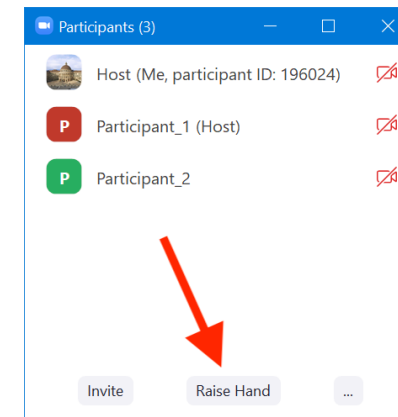 Participants (3)
Host (Me, participant ID: 196024)
P Participant_1 (Host)
P Participant_2
Invite Raise Hand ...